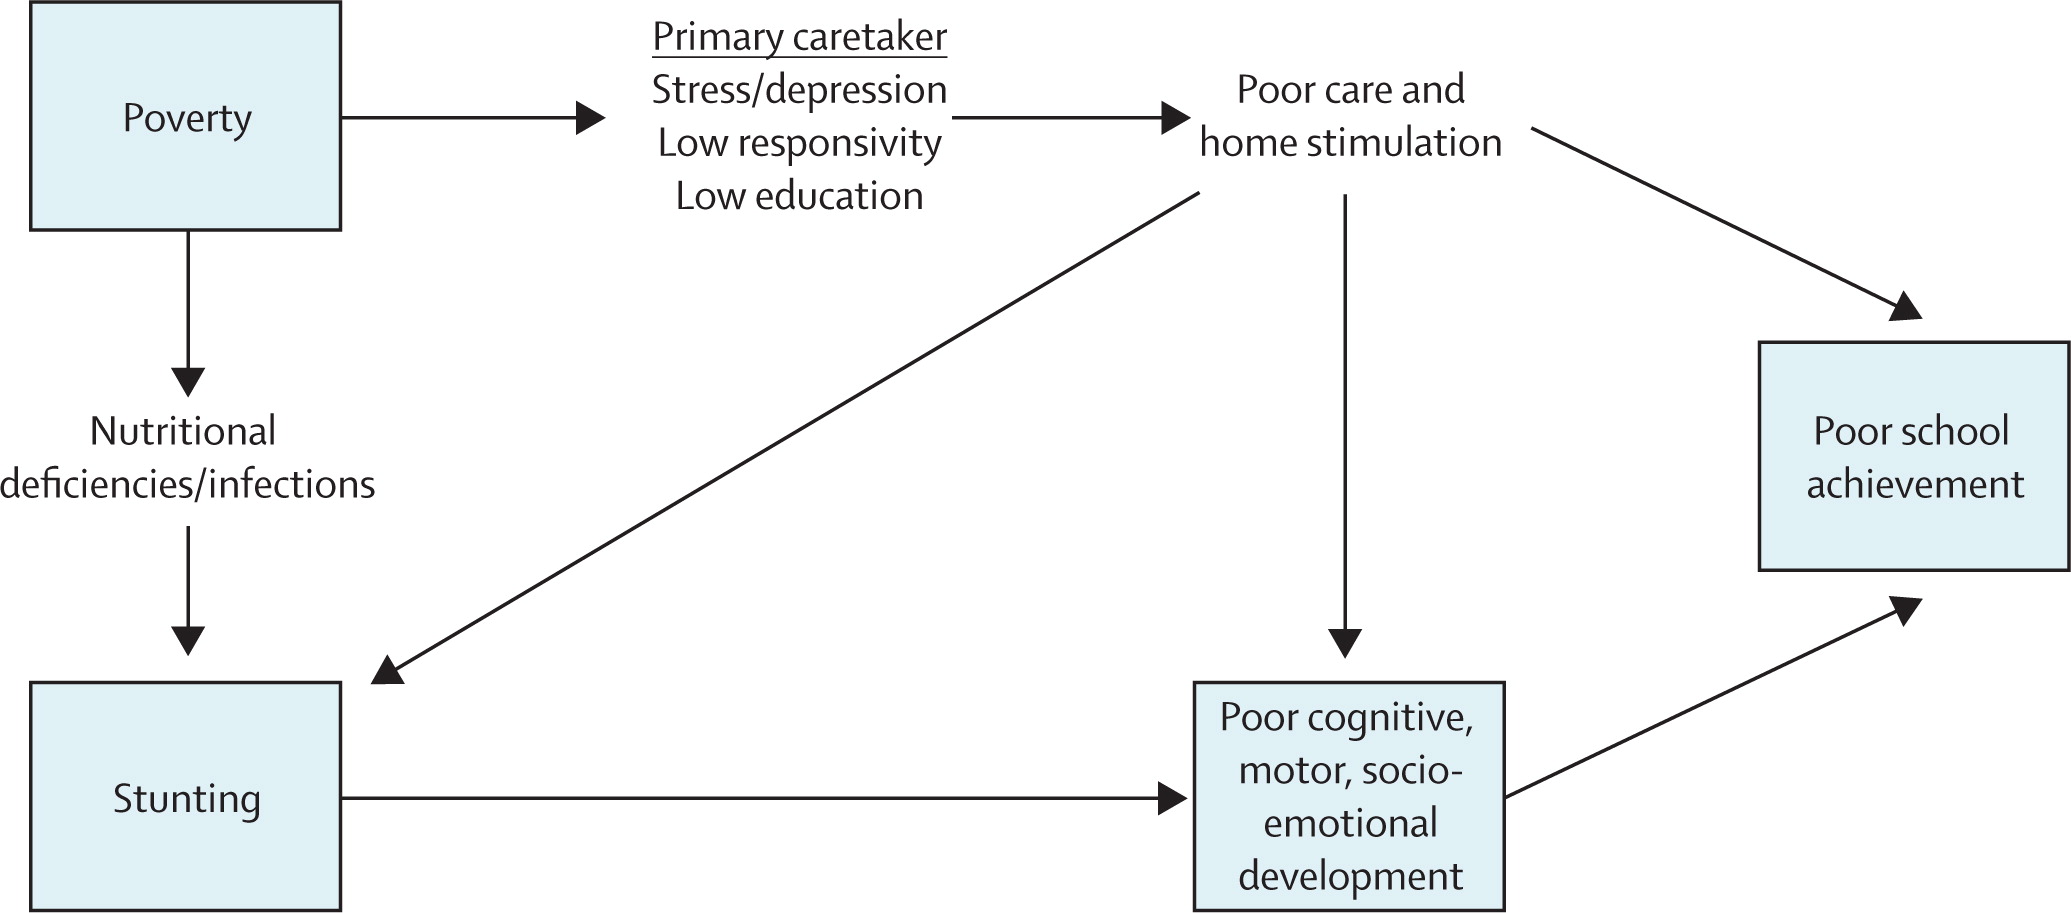 Poverty
Primary caretaker
Stress/depression
Low responsivity
Low education
Poor care and
home stimulation
Nutritional
deficiencies/infections
Poor school
achievement
Stunting
Poor cognitive,
motor, socio-
emotional
development